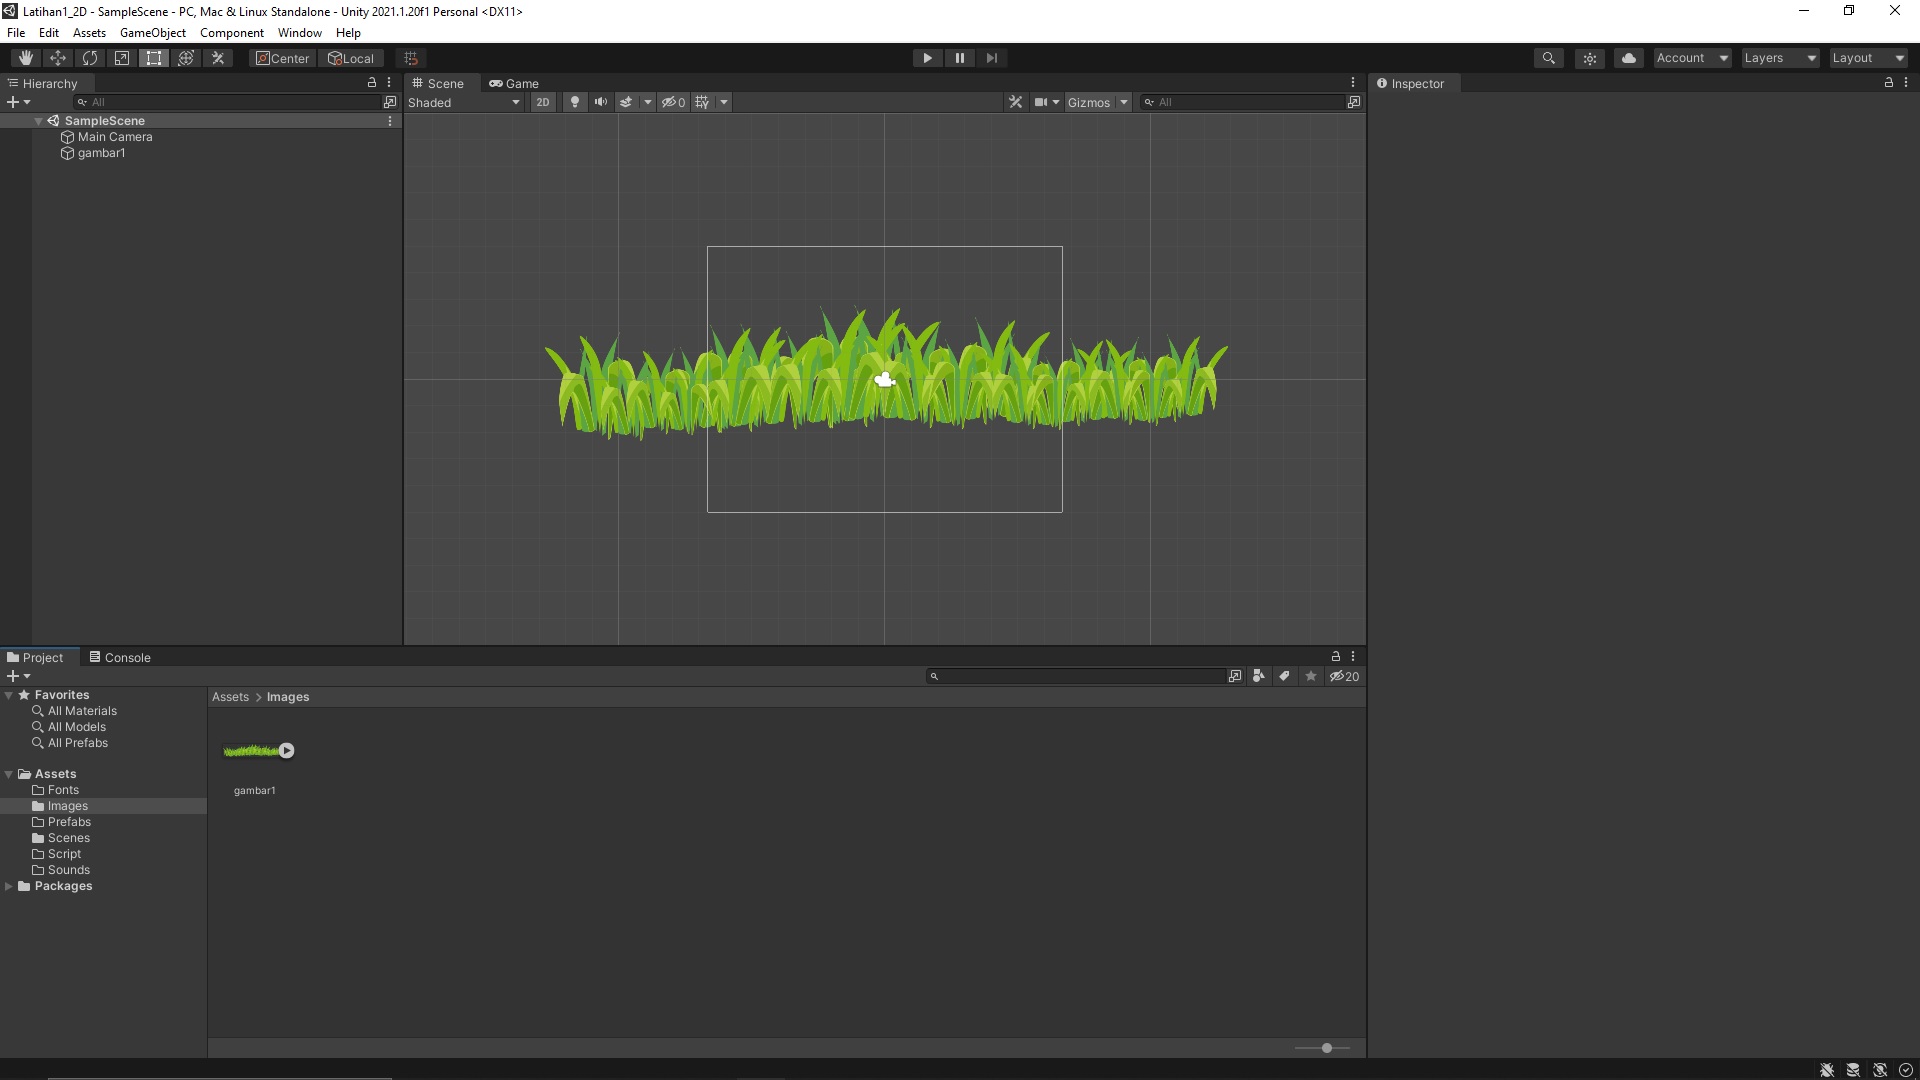 Latihan1_2D - SampleScene - PC, Mac & Linux Standalone - Unity 2021.1.20f1 Personal <DX11>
File Edit Assets GameObject Component Window Help
Center Local Account Layers Layout
Hierarchy
All
SampleScene
Main Camera
gambar1
Scene Game
Shaded 2D 0 Gizmos All
Inspector
Project Console
20
Favorites
All Materials
All Models
All Prefabs
Assets
Fonts
Images
Prefabs
Scenes
Script
Sounds
Packages
Assets > Images
gambar1